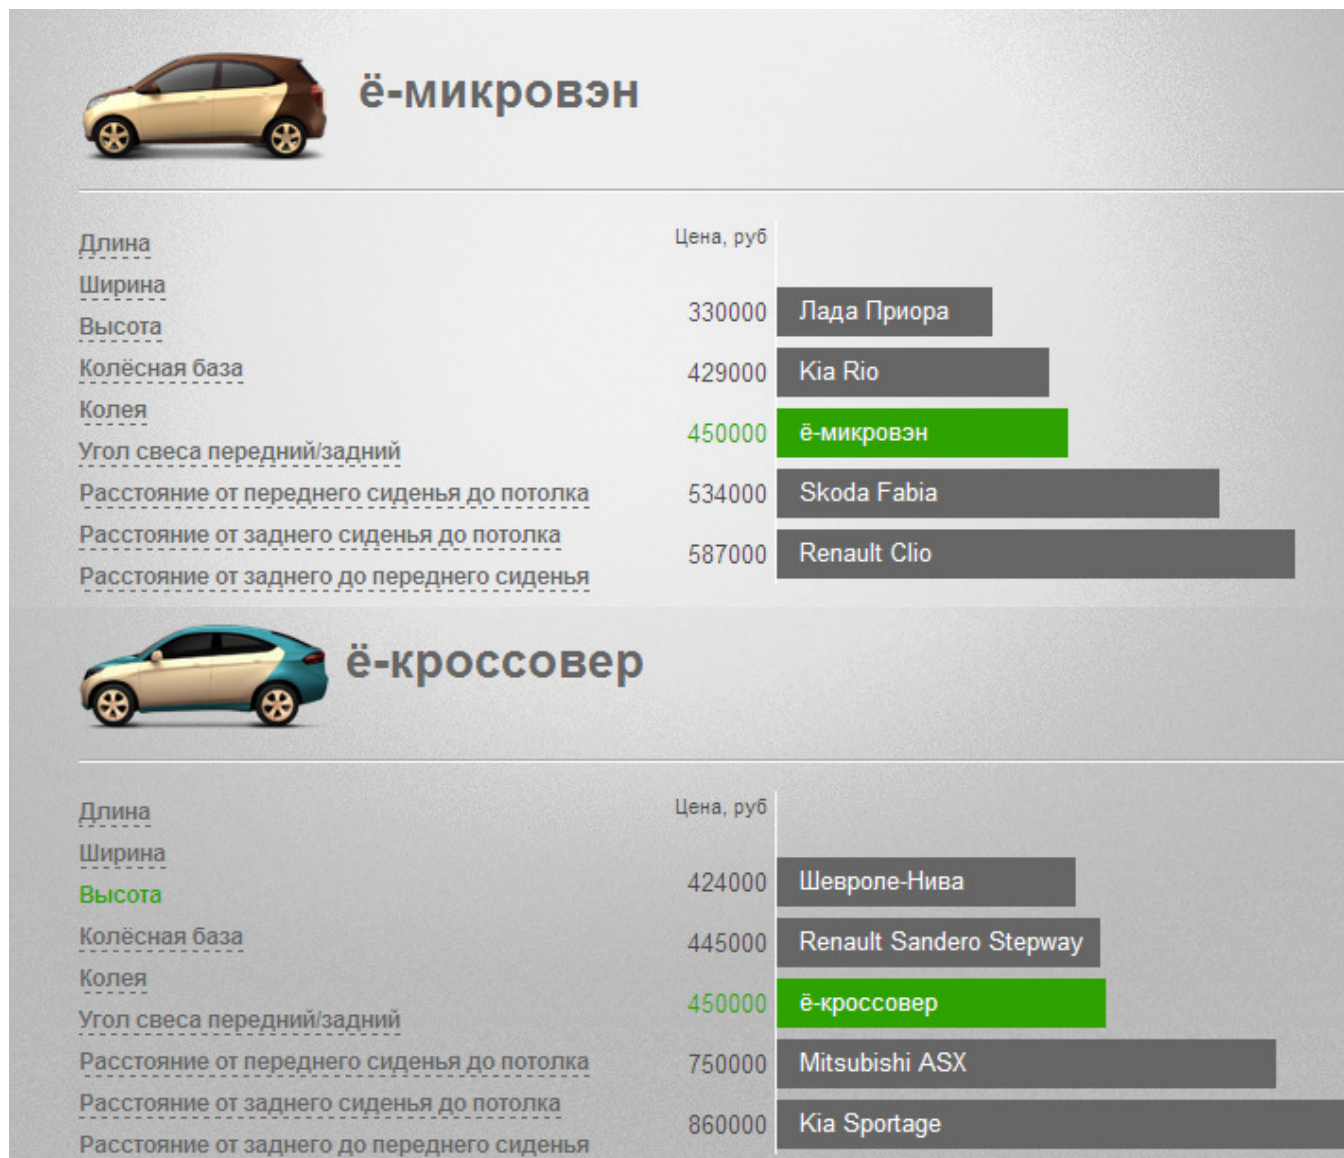 ё-микровэн
Длина
Ширина
Высота
Колёсная база
Колея
Угол свеса передний/задний
Расстояние от переднего сиденья до потолка
Расстояние от заднего сиденья до потолка
Расстояние от заднего до переднего сиденья
Цена, руб
330000 Лада Приора
429000 Kia Rio
450000 ё-микровэн
534000 Skoda Fabia
587000 Renault Clio
ё-кроссовер
Длина
Ширина
Высота
Колёсная база
Колея
Угол свеса передний/задний
Расстояние от переднего сиденья до потолка
Расстояние от заднего сиденья до потолка
Расстояние от заднего до переднего сиденья
Цена, руб
424000 Шевроле-Нива
445000 Renault Sandero Stepway
450000 ё-кроссовер
750000 Mitsubishi ASX
860000 Kia Sportage